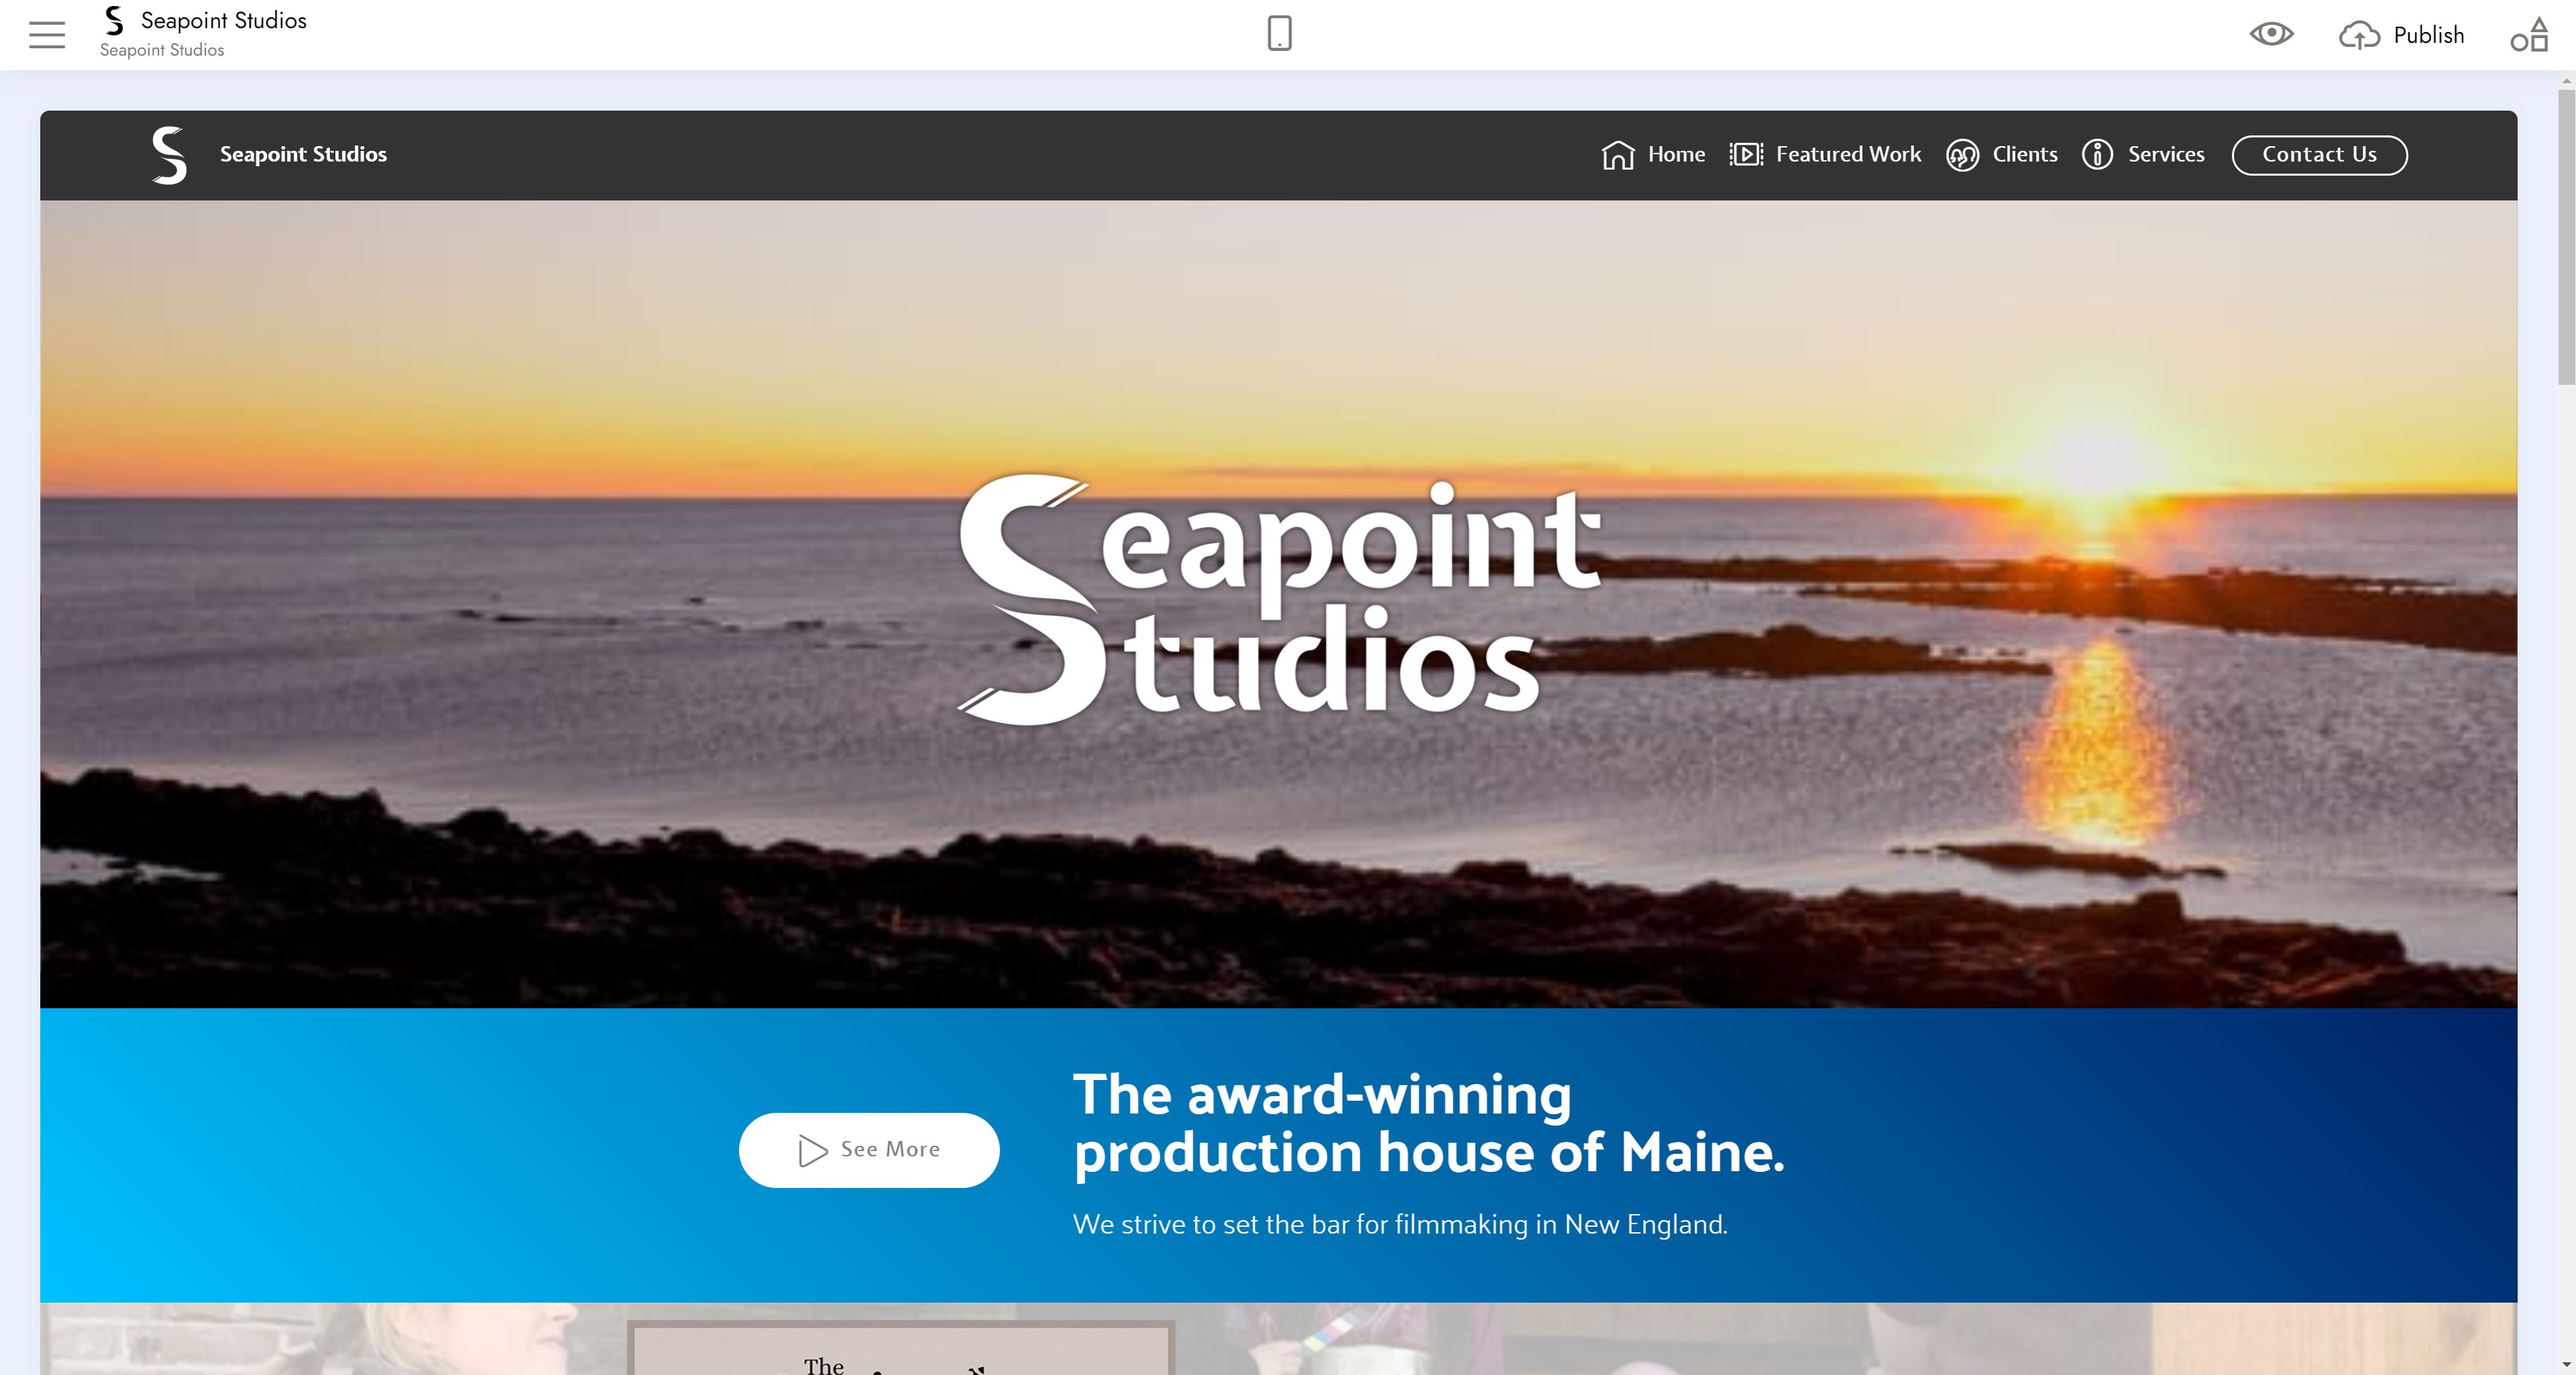 Seapoint Studios
Seapoint Studios
Publish
Seapoint Studios
Home
Featured Work
Clients
Services
Contact Us
Seapoint
Studios
See More
The award-winning
production house of Maine.
We strive to set the bar for filmmaking in New England.
The